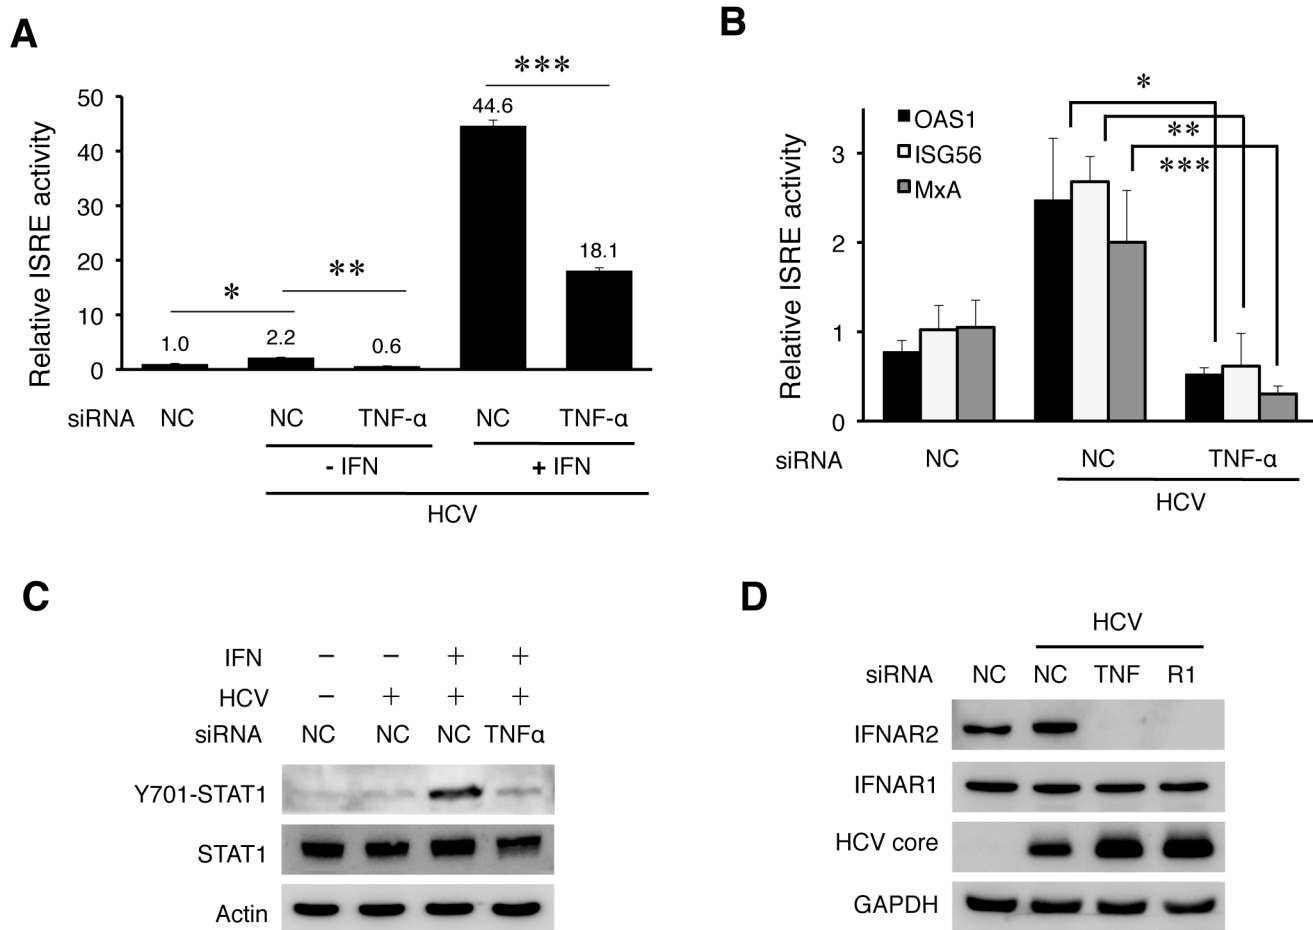 A
Relative ISRE activity
50
40
30
20
10
0
*
**
***
1.0
2.2
0.6
44.6
18.1
siRNA NC NC TNF-α NC TNF-α
- IFN + IFN
HCV
B
Relative ISRE activity
3
2
1
0
OAS1
ISG56
MxA
*
**
***
siRNA NC NC TNF-α
HCV
C
IFN − − + +
HCV − + + +
siRNA NC NC NC TNFα
Y701-STAT1
STAT1
Actin
D
HCV
siRNA NC NC TNF R1
IFNAR2
IFNAR1
HCV core
GAPDH